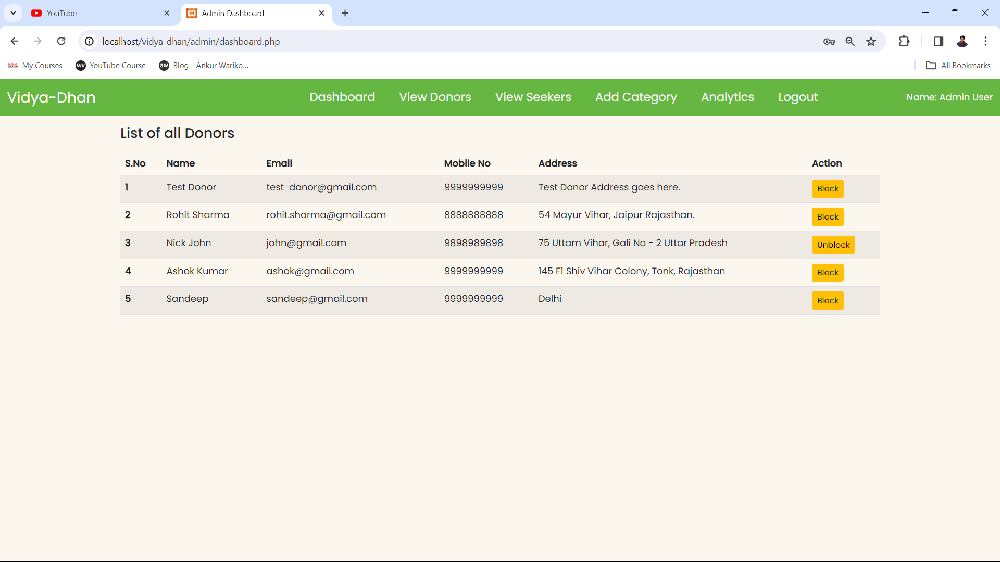 YouTube
Admin Dashboard
localhost/vidya-dhan/admin/dashboard.php
My Courses
wv YouTube Course
aw Blog - Ankur Wariko...
All Bookmarks
Vidya-Dhan
Dashboard View Donors View Seekers Add Category Analytics Logout
Name: Admin User
List of all Donors
S.No Name Email Mobile No Address Action
1 Test Donor test-donor@gmail.com 9999999999 Test Donor Address goes here. Block
2 Rohit Sharma rohit.sharma@gmail.com 8888888888 54 Mayur Vihar, Jaipur Rajasthan. Block
3 Nick John john@gmail.com 9898989898 75 Uttam Vihar, Gali No - 2 Uttar Pradesh Unblock
4 Ashok Kumar ashok@gmail.com 9999999999 145 F1 Shiv Vihar Colony, Tonk, Rajasthan Block
5 Sandeep sandeep@gmail.com 9999999999 Delhi Block